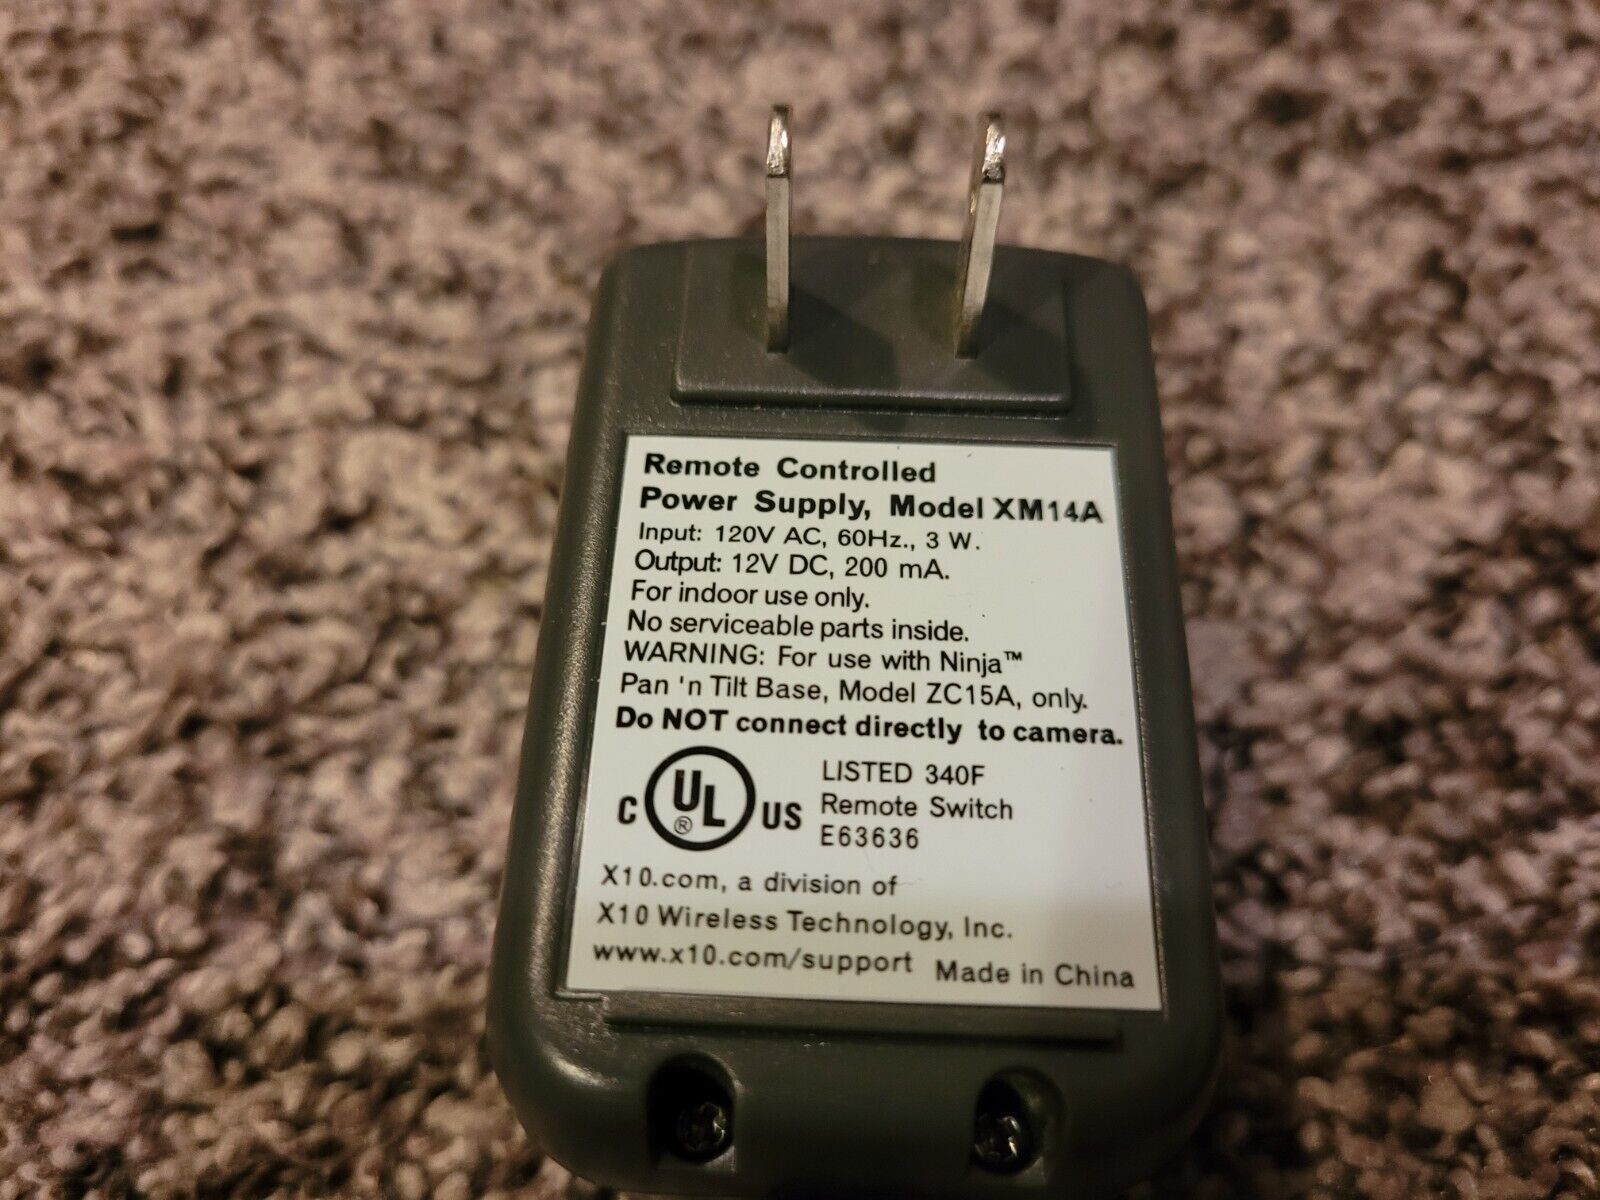 Remote Controlled
Power Supply, Model XM14A
Input: 120V AC, 60Hz., 3 W.
Output: 12V DC, 200 mA.
For indoor use only.
No serviceable parts inside.
WARNING: For use with Ninja™
Pan 'n Tilt Base, Model ZC15A, only.
Do NOT connect directly to camera.
C UL ® US
LISTED 340F
Remote Switch
E63636
X10.com, a division of
X10 Wireless Technology, Inc.
www.x10.com/support Made in China